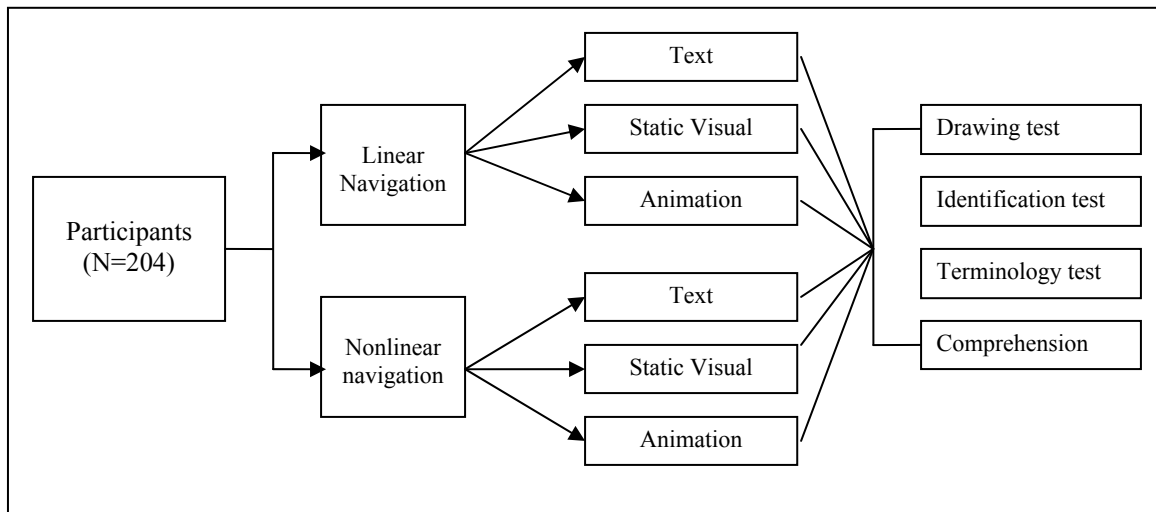 Participants
(N=204)
Linear
Navigation
Nonlinear
navigation
Text
Static Visual
Animation
Text
Static Visual
Animation
Drawing test
Identification test
Terminology test
Comprehension